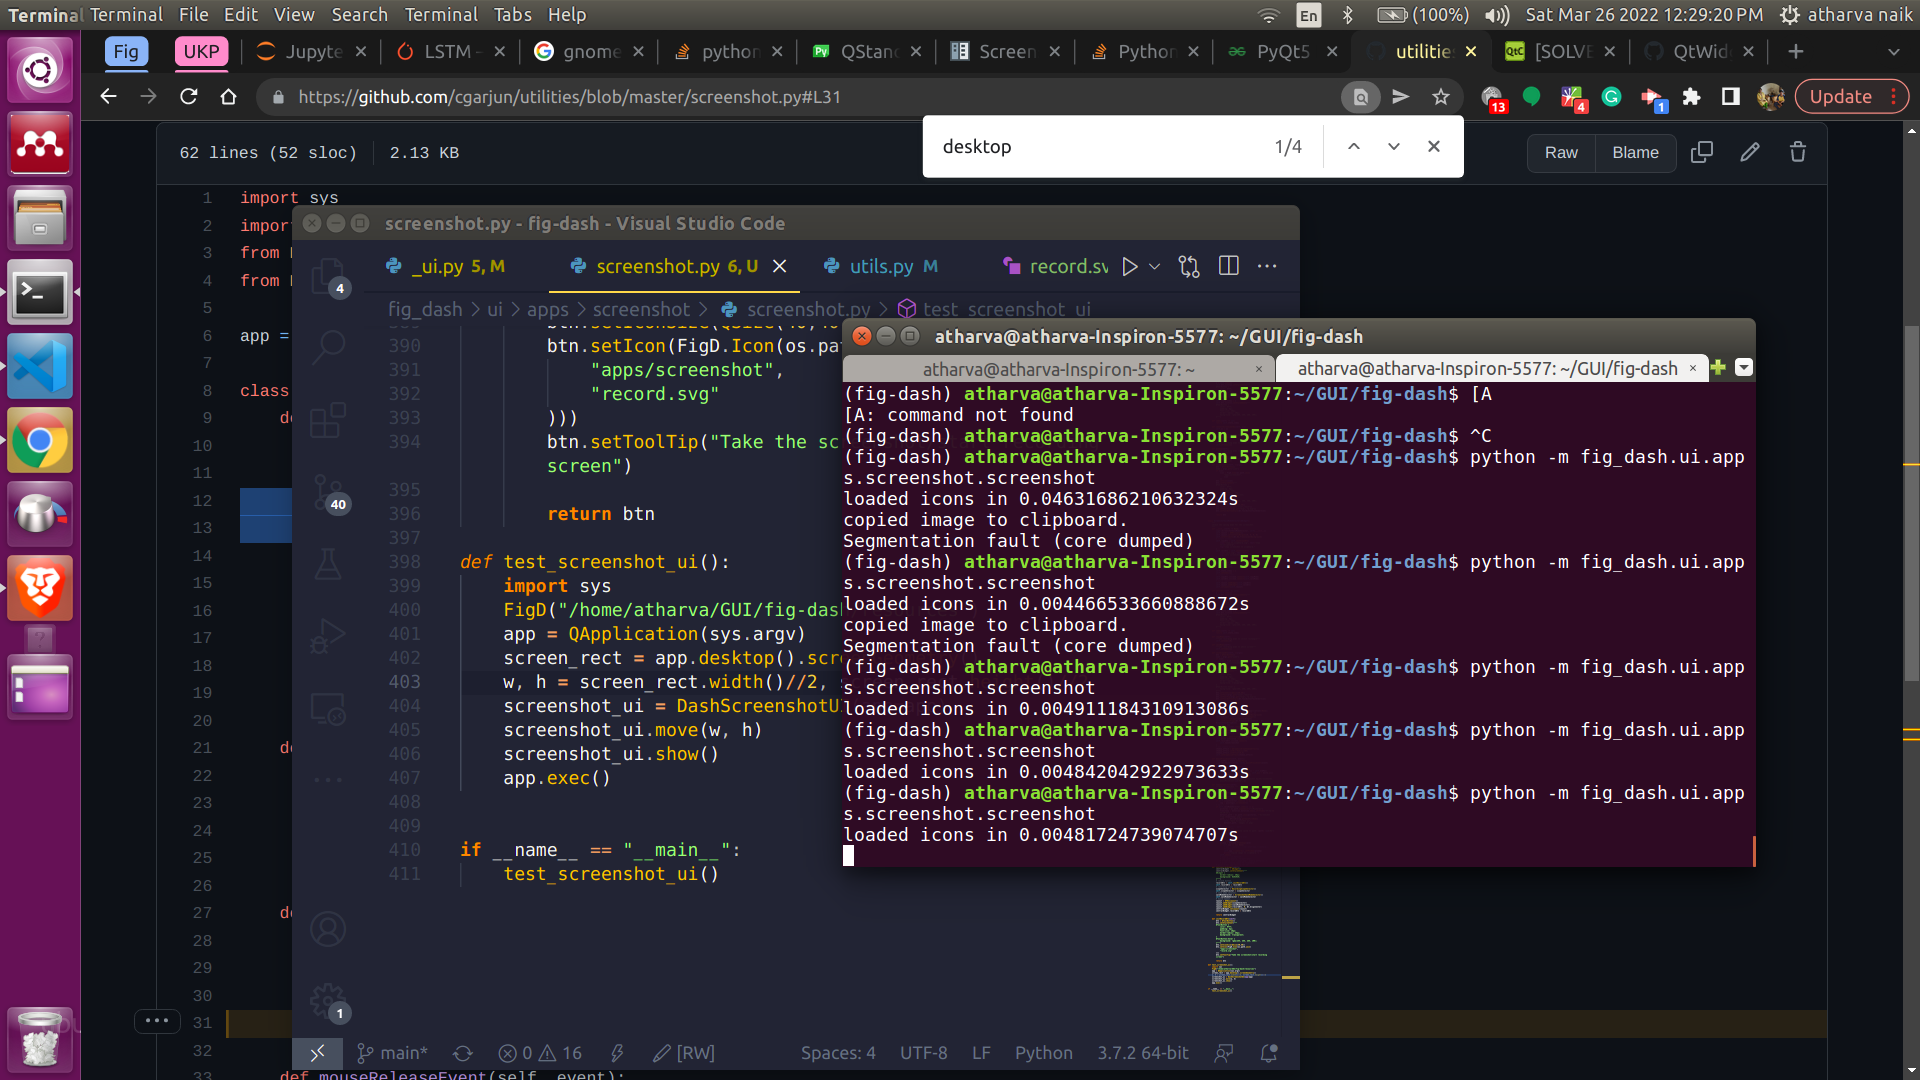 Terminal Terminal File Edit View Search Terminal Tabs Help
En (100%) Sat Mar 26 2022 12:29:20 PM atharva naik
Fig UKP Jupyte LSTM - gnome python QStan Screen Python PyQt5 utilitie [SOLVE QtWid
https://github.com/cgarjun/utilities/blob/master/screenshot.py#L31
13 4 1 Update
desktop 1/4
62 lines (52 sloc) 2.13 KB
Raw Blame
1 import sys
2 impor
3 from
4 from
5
6 app =
7
8 class
9 de
10
11
12
13
14
15
16
17
18
19
20
21 de
22
23
24
25
26
27 de
28
29
30
31
32
33 def mouseReleaseEvent(self, event):
screenshot.py - fig-dash - Visual Studio Code
_ui.py 5, M screenshot.py 6, U utils.py M record.sv
fig_dash > ui > apps > screenshot > screenshot.py > test_screenshot_ui
4
40
1
390 btn.setIcon(FigD.Icon(os.pa
391 "apps/screenshot",
392 "record.svg"
393 )))
394 btn.setToolTip("Take the sc
screen")
395
396 return btn
397
398 def test_screenshot_ui():
399 import sys
400 FigD("/home/atharva/GUI/fig-das
401 app = QApplication(sys.argv)
402 screen_rect = app.desktop().scr
403 w, h = screen_rect.width()//2,
404 screenshot_ui = DashScreenshotU
405 screenshot_ui.move(w, h)
406 screenshot_ui.show()
407 app.exec()
408
409
410 if __name__ == "__main__":
411 test_screenshot_ui()
main* 0 16 [RW] Spaces: 4 UTF-8 LF Python 3.7.2 64-bit
atharva@atharva-Inspiron-5577: ~/GUI/fig-dash
atharva@atharva-Inspiron-5577: ~ atharva@atharva-Inspiron-5577: ~/GUI/fig-dash
(fig-dash) atharva@atharva-Inspiron-5577:~/GUI/fig-dash$ [A
[A: command not found
(fig-dash) atharva@atharva-Inspiron-5577:~/GUI/fig-dash$ ^C
(fig-dash) atharva@atharva-Inspiron-5577:~/GUI/fig-dash$ python -m fig_dash.ui.app
s.screenshot.screenshot
loaded icons in 0.04631686210632324s
copied image to clipboard.
Segmentation fault (core dumped)
(fig-dash) atharva@atharva-Inspiron-5577:~/GUI/fig-dash$ python -m fig_dash.ui.app
s.screenshot.screenshot
loaded icons in 0.004466533660888672s
copied image to clipboard.
Segmentation fault (core dumped)
(fig-dash) atharva@atharva-Inspiron-5577:~/GUI/fig-dash$ python -m fig_dash.ui.app
s.screenshot.screenshot
loaded icons in 0.004911184310913086s
(fig-dash) atharva@atharva-Inspiron-5577:~/GUI/fig-dash$ python -m fig_dash.ui.app
s.screenshot.screenshot
loaded icons in 0.004842042922973633s
(fig-dash) atharva@atharva-Inspiron-5577:~/GUI/fig-dash$ python -m fig_dash.ui.app
s.screenshot.screenshot
loaded icons in 0.00481724739074707s